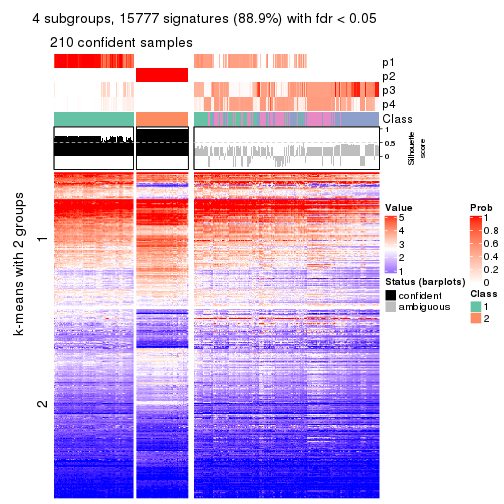 4 subgroups, 15777 signatures (88.9%) with fdr < 0.05
210 confident samples
p1
p2
p3
p4
Class
1
0.5
0
Silhouette
score
k-means with 2 groups
1
2
Value
5
4
3
2
1
Prob
1
0.8
0.6
0.4
0.2
0
Status (barplots)
confident
ambiguous
Class
1
2